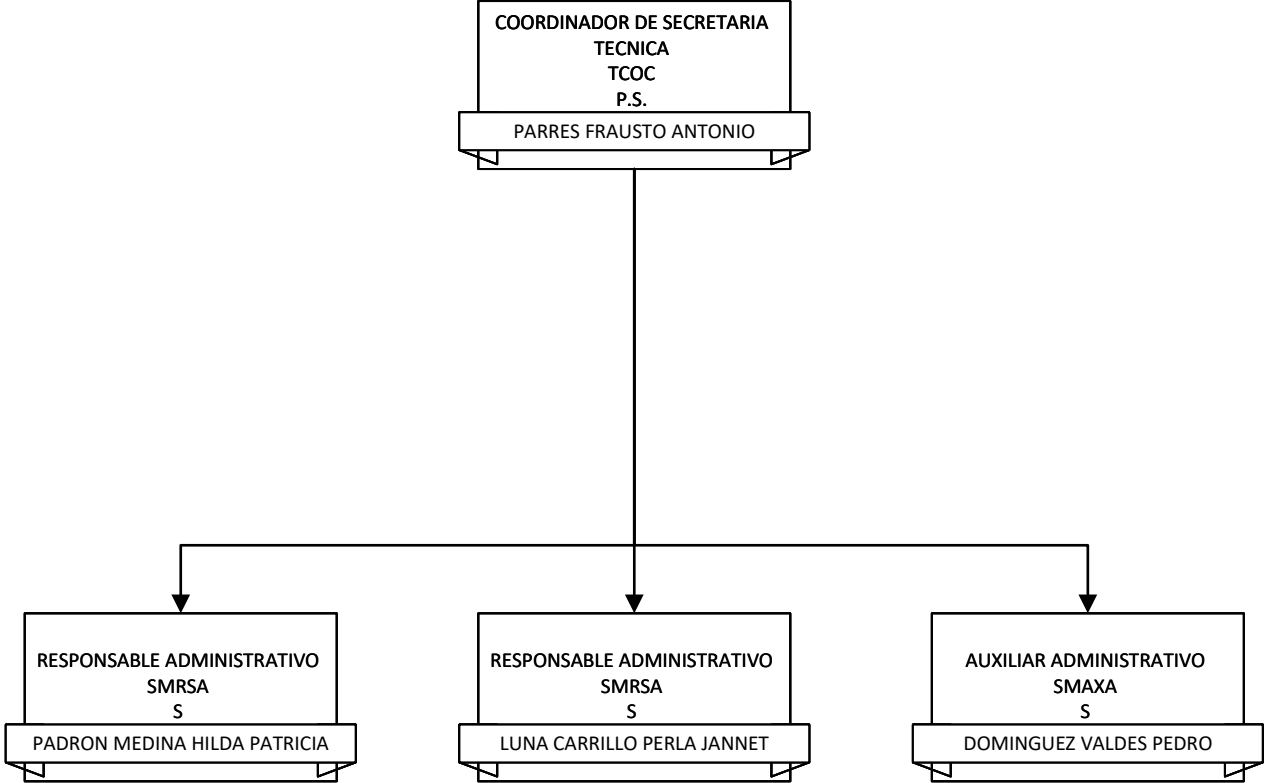 COORDINADOR DE SECRETARIA
TECNICA
TCOC
P.S.
PARRES FRAUSTO ANTONIO
RESPONSABLE ADMINISTRATIVO
SMRSA
S
PADRON MEDINA HILDA PATRICIA
RESPONSABLE ADMINISTRATIVO
SMRSA
S
LUNA CARRILLO PERLA JANNET
AUXILIAR ADMINISTRATIVO
SMAXA
S
DOMINGUEZ VALDES PEDRO